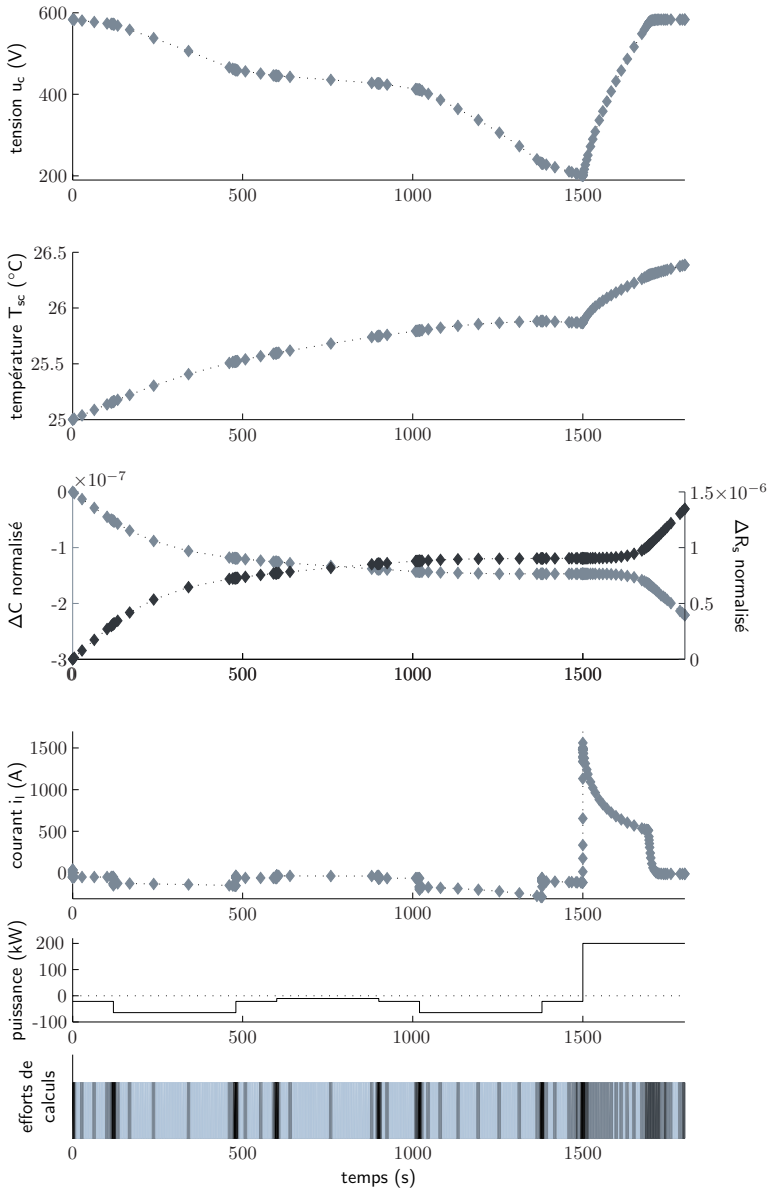 600
400
200
tension u_c (V)
0 500 1000 1500
26.5
26
25.5
25
température T_sc (°C)
0 500 1000 1500
×10^−7
0
-1
-2
-3
ΔC normalisé
1.5×10^−6
1
0.5
0
ΔR_s normalisé
0 500 1000 1500
1500
1000
500
0
courant i_l (A)
0 500 1000 1500
200
100
0
-100
puissance (kW)
0 500 1000 1500
efforts de
calculs
0 500 1000 1500
temps (s)